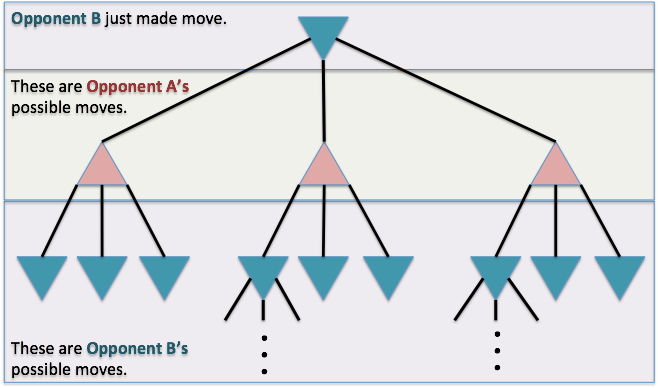 Opponent B just made move.
These are Opponent A's
possible moves.
These are Opponent B's
possible moves.